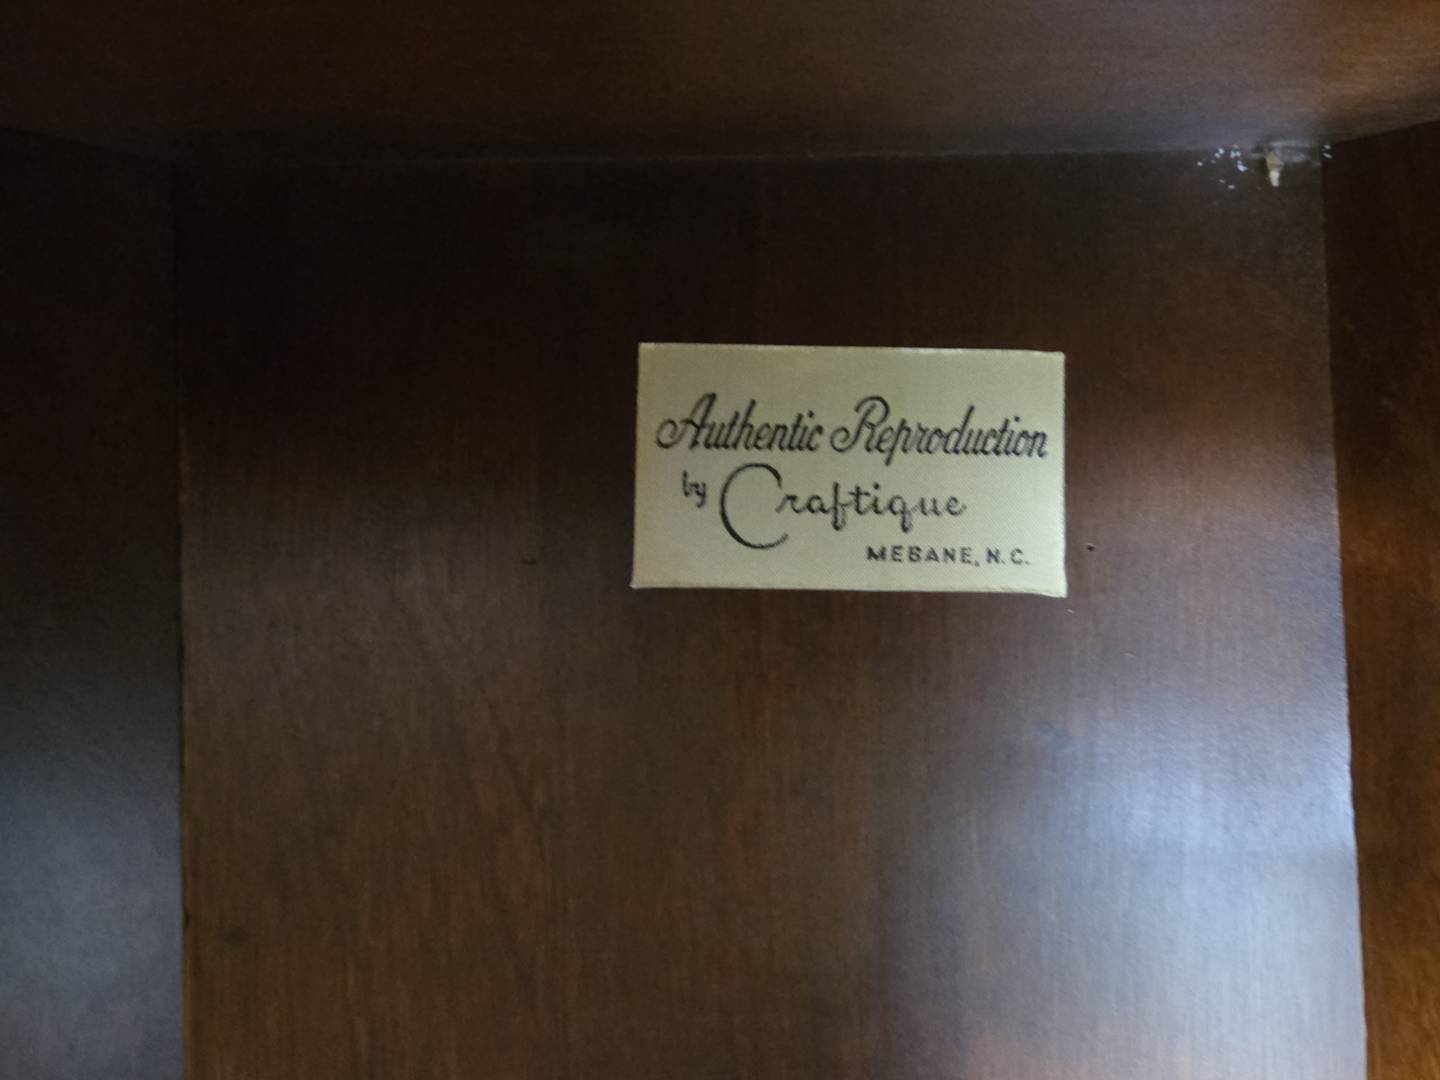 Authentic Reproduction
by Craftique
MEBANE, N.C.